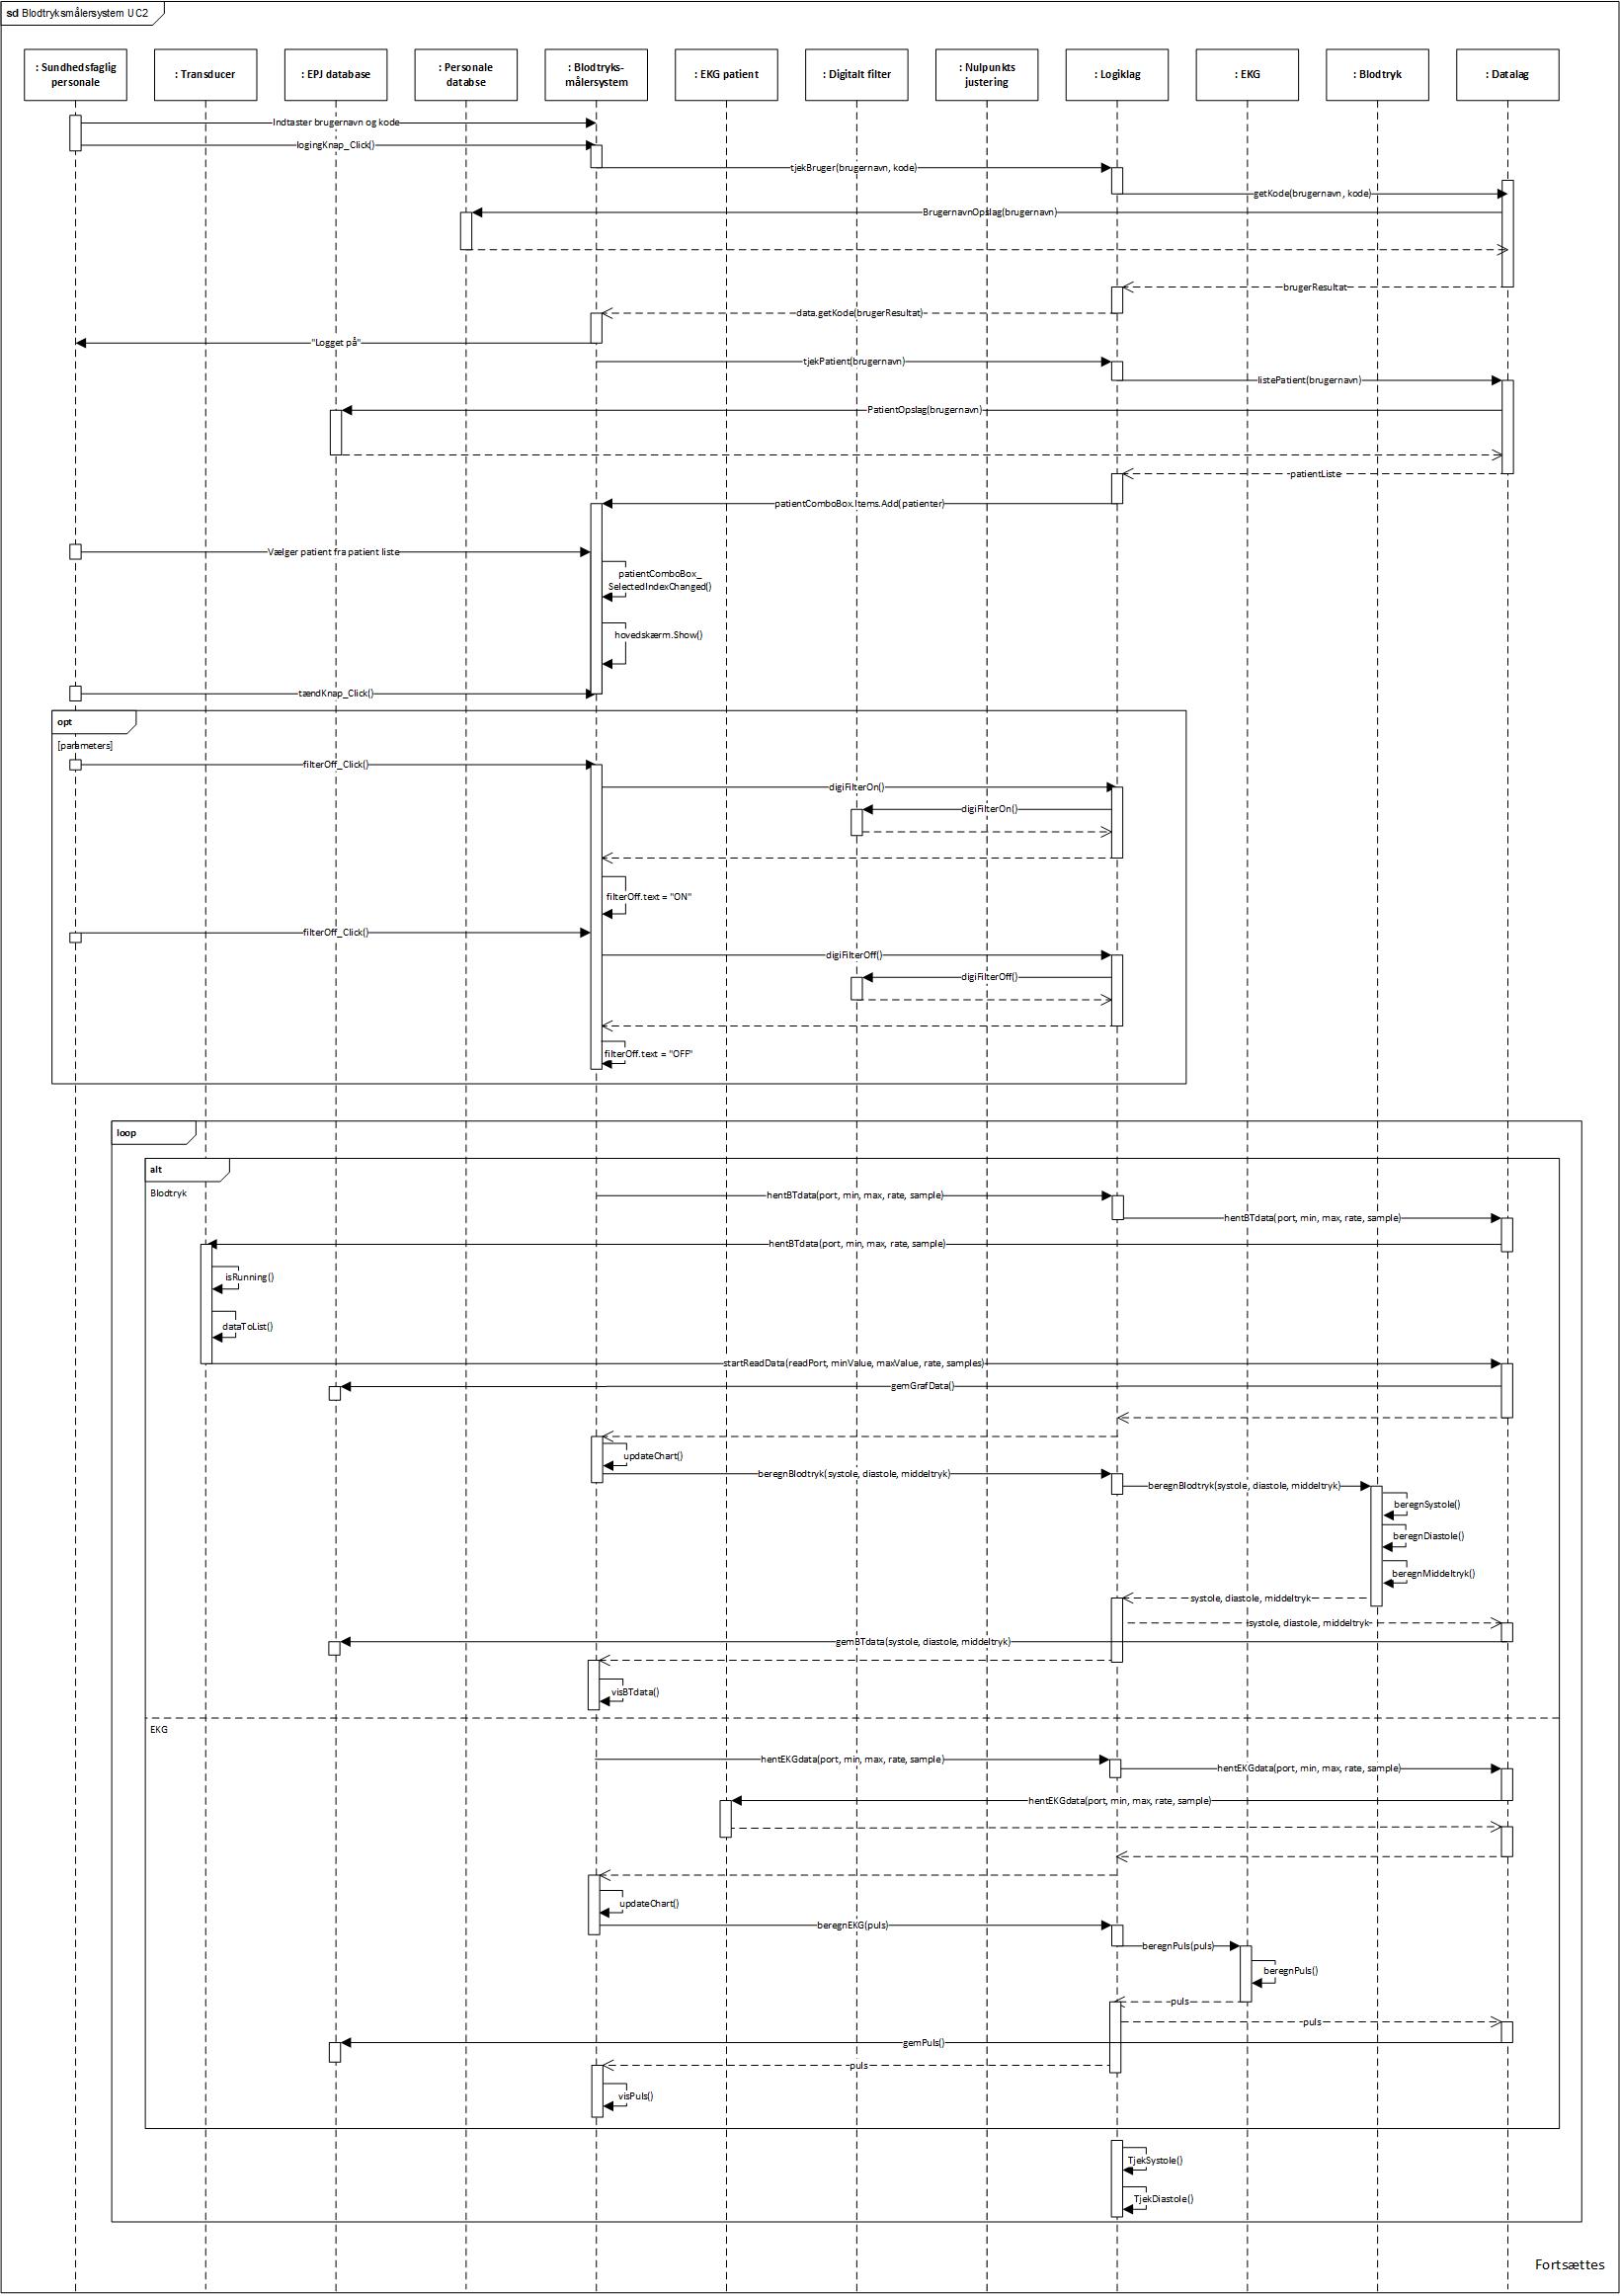 sd Blodtryksmålersystem UC2
: Sundhedsfaglig
personale
: Transducer
: EPJ database
: Personale
databse
: Blodtryks-
målersystem
: EKG patient
: Digitalt filter
: Nulpunkts
justering
: Logiklag
: EKG
: Blodtryk
: Datalag
Indtaster brugernavn og kode
logingKnap_Click()
tjekBruger(brugernavn, kode)
getKode(brugernavn, kode)
BrugernavnOpslag(brugernavn)
brugerResultat
data.getKode(brugerResultat)
"Logget på"
tjekPatient(brugernavn)
listePatient(brugernavn)
PatientOpslag(brugernavn)
patientListe
patientComboBox.Items.Add(patienter)
Vælger patient fra patient liste
patientComboBox_
SelectedIndexChanged()
hovedskærm.Show()
tændKnap_Click()
opt
[parameters]
filterOff_Click()
digiFilterOn()
digiFilterOn()
filterOff.text = "ON"
filterOff_Click()
digiFilterOff()
digiFilterOff()
filterOff.text = "OFF"
loop
alt
Blodtryk
hentBTdata(port, min, max, rate, sample)
hentBTdata(port, min, max, rate, sample)
hentBTdata(port, min, max, rate, sample)
isRunning()
dataToList()
startReadData(readPort, minValue, maxValue, rate, samples)
gemGrafData()
updateChart()
beregnBlodtryk(systole, diastole, middeltryk)
beregnBlodtryk(systole, diastole, middeltryk)
beregnSystole()
beregnDiastole()
beregnMiddeltryk()
systole, diastole, middeltryk
systole, diastole, middeltryk
gemBTdata(systole, diastole, middeltryk)
visBTdata()
EKG
hentEKGdata(port, min, max, rate, sample)
hentEKGdata(port, min, max, rate, sample)
hentEKGdata(port, min, max, rate, sample)
updateChart()
beregnEKG(puls)
beregnPuls(puls)
beregnPuls()
puls
puls
gemPuls()
puls
visPuls()
TjekSystole()
TjekDiastole()
Fortsættes